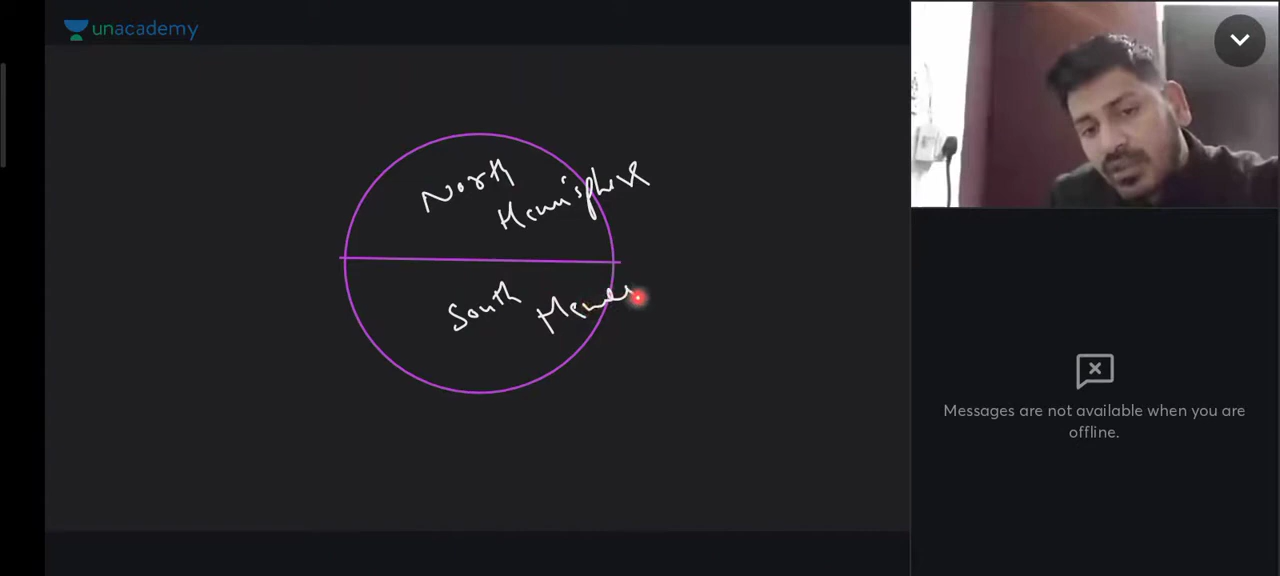 unacademy
North
Hemisphere
South
Messages are not available when you are
offline.